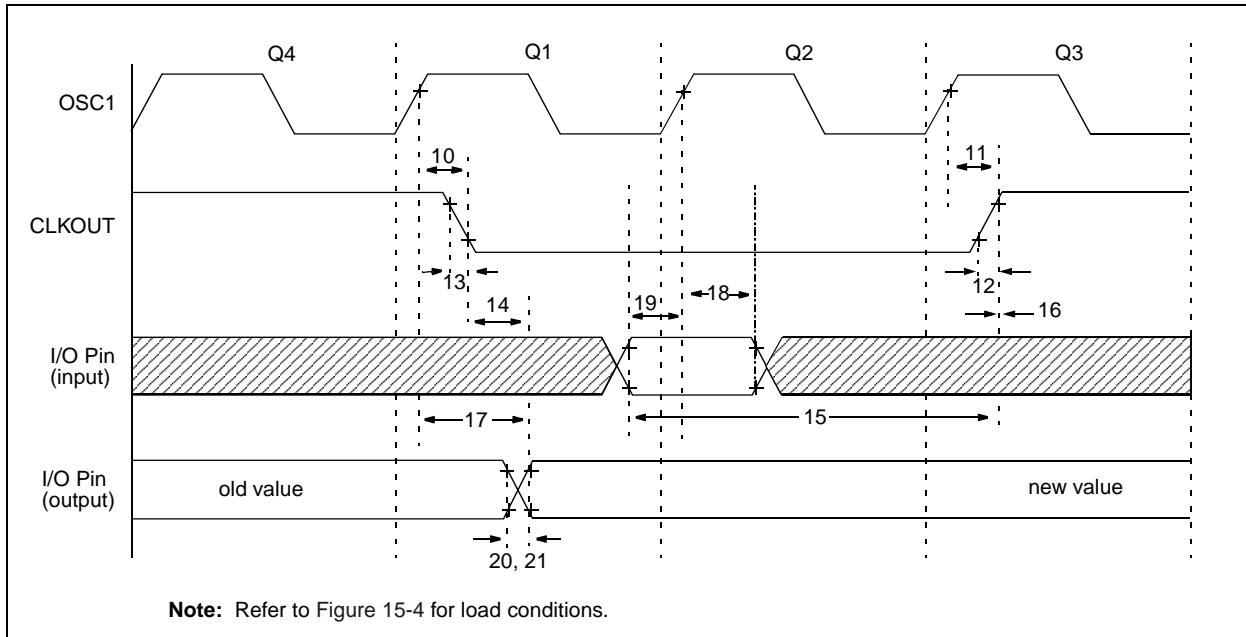 Q4 Q1 Q2 Q3
OSC1
10 11
CLKOUT
13 12
14 19 18 16
I/O Pin
(input)
17 15
I/O Pin
(output)
old value new value
20, 21
Note: Refer to Figure 15-4 for load conditions.